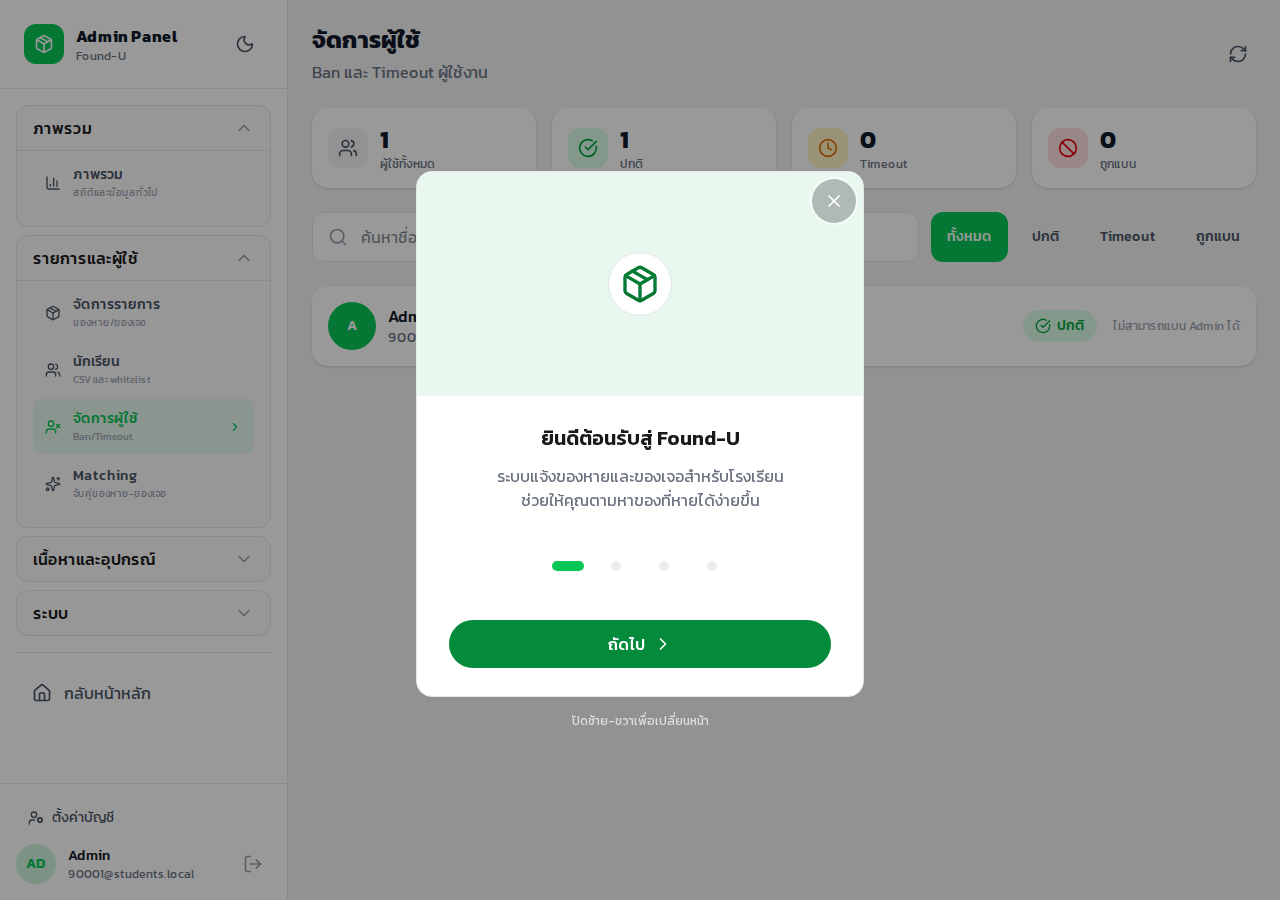 Admin Panel
Found-U
ภาพรวม
ภาพรวม
สถิติและข้อมูลทั่วไป
รายการและผู้ใช้
จัดการรายการ
ของหาย/ของเจอ
นักเรียน
CSV และ whitelist
จัดการผู้ใช้
Ban/Timeout
Matching
จับคู่ของหาย-ของเจอ
เนื้อหาและอุปกรณ์
ระบบ
กลับหน้าหลัก
ตั้งค่าบัญชี
AD
Admin
90001@students.local
จัดการผู้ใช้
Ban และ Timeout ผู้ใช้งาน
1
ผู้ใช้ทั้งหมด
1
ปกติ
0
Timeout
0
ถูกแบน
ค้นหาชื่อ
ทั้งหมด
ปกติ
Timeout
ถูกแบน
A
Adm
900
ปกติ
ไม่สามารถแบน Admin ได้
ยินดีต้อนรับสู่ Found-U
ระบบแจ้งของหายและของเจอสำหรับโรงเรียน
ช่วยให้คุณตามหาของที่หายได้ง่ายขึ้น
ถัดไป
ปัดซ้าย-ขวาเพื่อเปลี่ยนหน้า